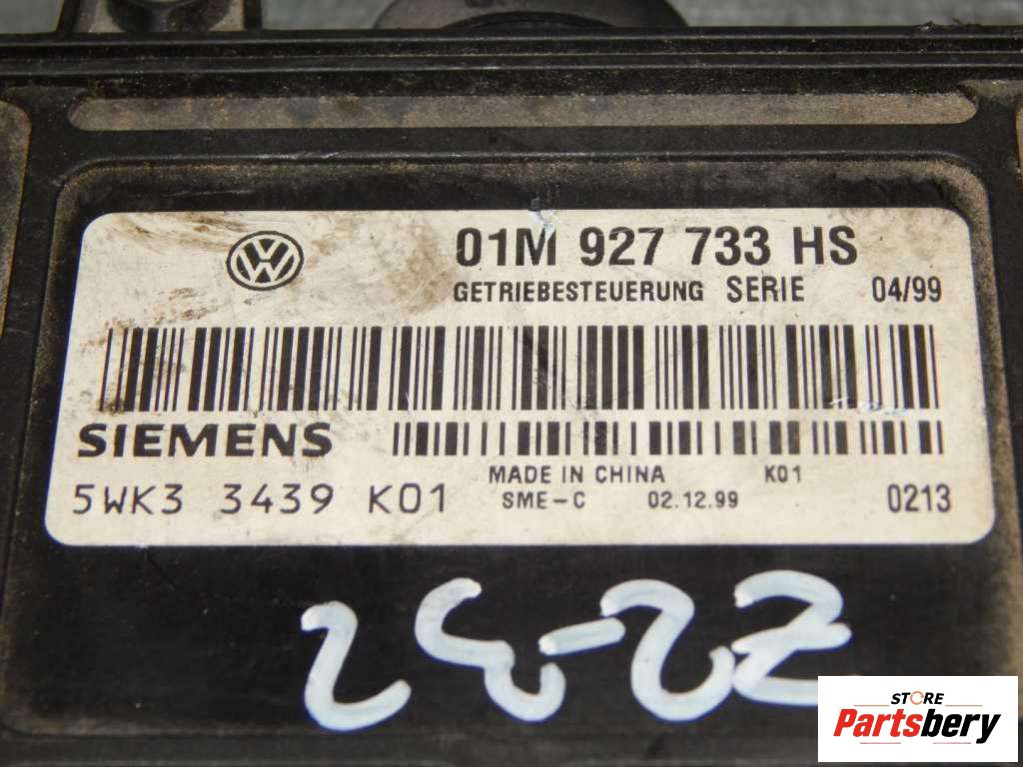 VW
01M 927 733 HS
GETRIEBESTEUERUNG SERIE 04/99
SIEMENS
MADE IN CHINA K01
5WK3 3439 K01 SME-C 02.12.99 0213
STORE
Partsbery